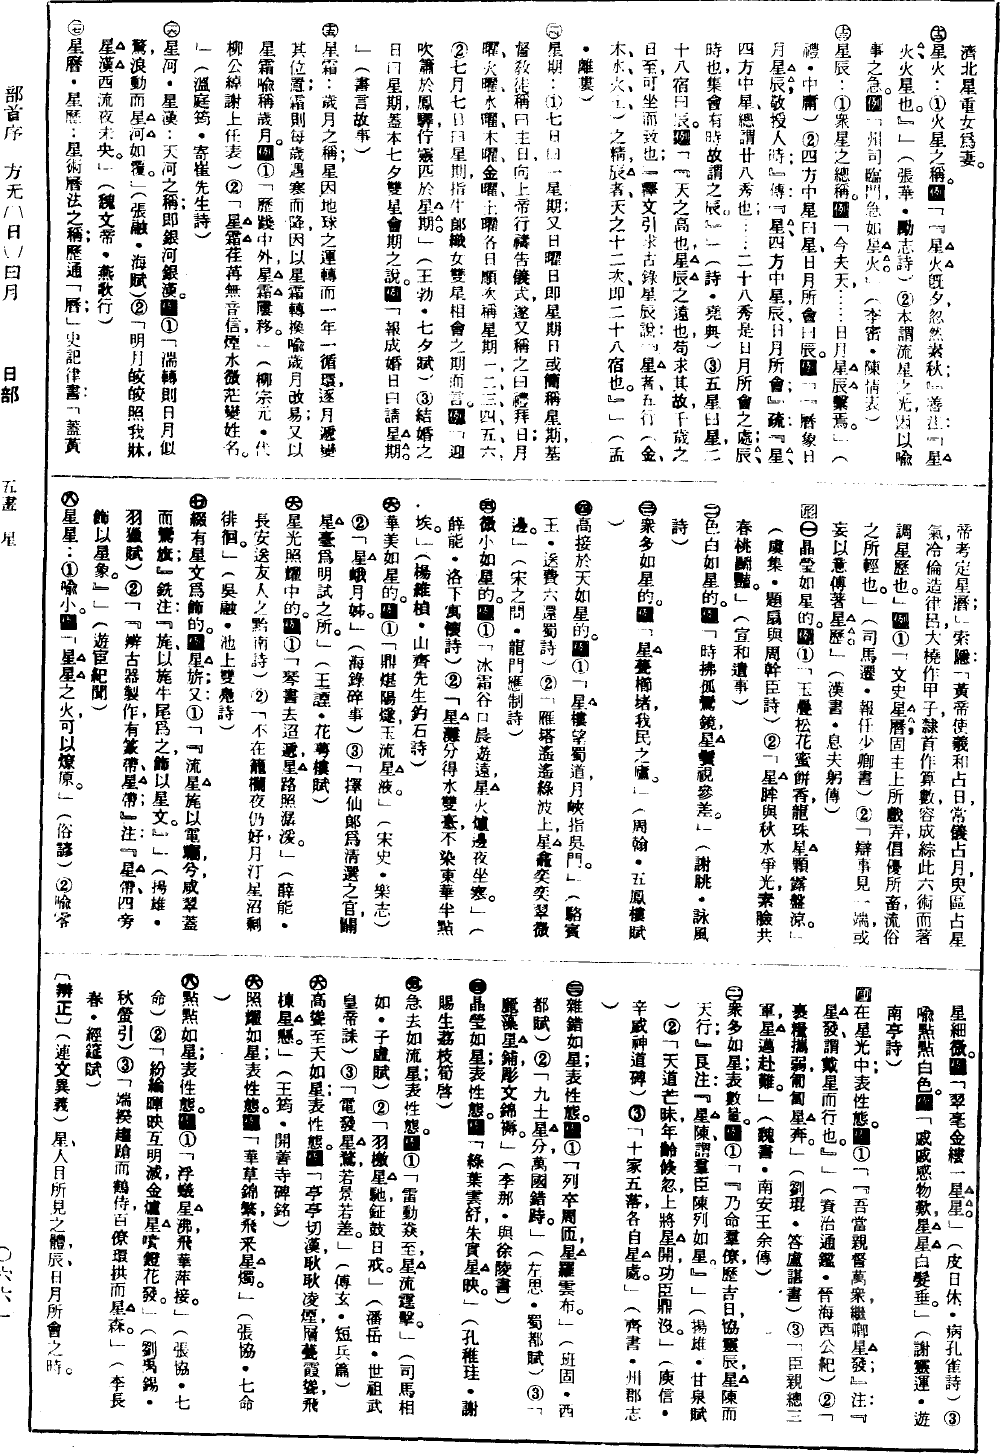 濟北星重女爲妻。
㊂星火：①火星之稱。例「『星火旣夕，忽然素秋』善注：『星火，火星也。』」（張華・勵志詩）②本謂流星之光，因以喻
事之急。例「州司臨門，急如星火。」（李密・陳情表）
㊃星辰：①衆星之總稱。例「今夫天……日月星辰繫焉。」（
禮・中庸）②四方中星曰星，日月所會曰辰。例「『曆象日
月星辰，敬授人時。』傳：『星，四方中星；辰，日月所會。』疏：『星，
四方中星，總謂廿八秀也……二十八秀是日月所會之處，辰，
時也，集會有時，故謂之辰。』」（詩・堯典）③五星曰星，二
十八宿曰辰。例「『天之高也，星辰之遠也，苟求其故，千歲之
日至，可坐而致也。』釋文引求古錄星辰說：『星者五行（金、
木、水、火、土）之精，辰者天之十二次，即二十八宿也。』」（孟
・離婁）
㊄星期：①七日曰一星期，又日曜日即星期日或簡稱星期，基
督敎徒稱曰主日，向上帝行禱告儀式，遂又稱之曰禮拜日；月
曜、火曜、水曜、木曜、金曜、土曜各日，順次稱星期一、二、三、四、五、六。
②七月七日曰星期，指牛郎織女雙星相會之期而言。例「迎
吹簫於鳳驛，佇靈匹於星期。」（王勃・七夕賦）③結婚之
日曰星期，蓋本七夕雙星會期之說。例「報成婚日曰請星期。
」（書言故事）
㊄星霜：歲月之稱，星因地球之運轉而一年一循環，逐月遞變
其位置；霜則每歲遇寒而降，因以星霜轉換喻歲月改易，又以
星霜喻稱歲月。例①「歷踐中外，星霜屢移。」（柳宗元・代
柳公綽謝上任表）②「星霜荏苒無音信，煙水微茫變姓名。
」（溫庭筠・寄崔先生詩）
㊅星河・星漢：天河之稱，即銀河、銀漢。例①「湍轉則日月似
驚，浪動而星河如覆。」（張融・海賦）②「明月皎皎照我牀，
星漢西流夜未央。」（魏文帝・燕歌行）
㊆星曆・星歷：星術曆法之稱，歷通「曆」，史記律書「蓋黃
帝考定星曆」索隱：「黃帝使羲和占日，常儀占月，臾區占星
氣，泠倫造律呂，大橈作甲子，隸首作算數，容成綜此六術而著
調星歷也。」例①「文史星曆，固主上所戲弄，倡優所畜，流俗
之所輕也。」（司馬遷・報任少卿書）②「辯事見一端，或
妄以意傅著星歷。」（漢書・息夫躬傳）
形㊀晶瑩如星的。例①「玉疊松花蜜餅香，龍珠星顆露盤涼。」
（虞集・題扇與周幹臣詩）②「星眸與秋水爭光，素臉共
春桃鬭豔。」（宣和遺事）
㊁色白如星的。例「時拂孤鸞鏡，星鬢視參差。」（謝朓・詠風
詩）
㊂衆多如星的。例「星甍櫛堵，我民之廬。」（周翰・五鳳樓賦
）
㊃高接於天如星的。例①「星樓望蜀道，月峽指吳門。」（駱賓
王・送費六還蜀詩）②「雁塔遙遙綠波上，星龕奕奕翠微
邊。」（宋之問・龍門應制詩）
㊄微小如星的。例①「冰霜谷口晨遊遠，星火爐邊夜坐寒。」（
薛能・洛下寓懷詩）②「星灘分得水雙臺，不染東華半點
埃。」（楊維楨・山齊先生釣石詩）
㊅華美如星的。例①「鼎煁陽燧，玉流星液。」（宋史・樂志）
②「星蛾月姊。」（海錄碎事）③「擇仙郎爲清選之官，闢
星臺爲明試之所。」（王諲・花萼樓賦）
㊅星光照耀中的。例①「琴書去迢遞，星路照潺湲。」（薛能・
長安送友人之黔南詩）②「不在籠欄夜仍好，月汀星沼剩
徘徊。」（吳融・池上雙鳧詩）
㊆綴有星文爲飾的。例星旂又：①「『流星旄以電爥兮，咸翠蓋
而鸞旗。』銑注：『旄以旄牛尾爲之，飾以星文。』」（揚雄・
羽獵賦）②「『辨古器製作，有篆帶、星帶。』注：『星帶，四旁
飾以星象。』」（遊宦紀聞）
㊇星星：①喻小。例「星星之火，可以燎原。」（俗諺）②喻零
星細微。例「翠毫金縷一星星。」（皮日休・病孔雀詩）③
喻點點白色。例「慼慼感物歎，星星白髮垂。」（謝靈運・遊
南亭詩）
副㊀在星光中，表性態。例①「『吾當親督萬衆，繼卿星發。』注：『
星發，謂戴星而行也。』」（資治通鑑・晉海西公紀）②「
裹糧攜弱，匍匐星奔。」（劉琨・答盧諶書）③「臣親總三
軍，星邁赴難。」（魏書・南安王余傳）
㊁衆多如星，表數量。例①「『乃命羣僚，歷吉日，協靈辰，星陳而
天行。』良注：『星陳，謂羣臣陳列如星。』」（揚雄・甘泉賦
）②「天道茫昧，年齡倏忽，上將星開，功臣鼎沒。」（庾信・
辛威神道碑）③「十家五落，各自星處。」（齊書・州郡志
）
㊂雜錯如星，表性態。例①「列卒周匝，星羅雲布。」（班固・西
都賦）②「九土星分，萬國錯跱。」（左思・蜀都賦）③「
麗藻星鋪，彫文錦褥。」（李那・與徐陵書）
㊃晶瑩如星，表性態。例「綠葉雲舒，朱實星映。」（孔稚珪・謝
賜生荔枝筍啓）
㊄急去如流星，表性態。例①「雷動猋至，星流霆擊。」（司馬相
如・子虛賦）②「羽檄星馳，鉦鼓日戒。」（潘岳・世祖武
皇帝誄）③「電發星騖，若景若差。」（傅玄・短兵篇）
㊅高聳至天如星，表性態。例「亭亭切漢，耿耿凌煙，層甍霞聳，飛
棟星懸。」（王筠・開善寺碑銘）
㊅照耀如星，表性態。例「華草錦繁，飛采星燭。」（張協・七命
）
㊇點點如星，表性態。例①「浮蟻星沸，飛華萍接。」（張協・七
命）②「紛綸暉映互明滅，金爐星噴鐙花發。」（劉禹錫・
秋螢引）③「端揆趨蹌而鶴侍，百僚環拱而星森。」（李長
春・經筵賦）
〔辯正〕（連文異義）星、人日所見之體，辰、日月所會之時。
部首序　方无（八）日（八）曰月　　日部　　五畫　星
〇六六一